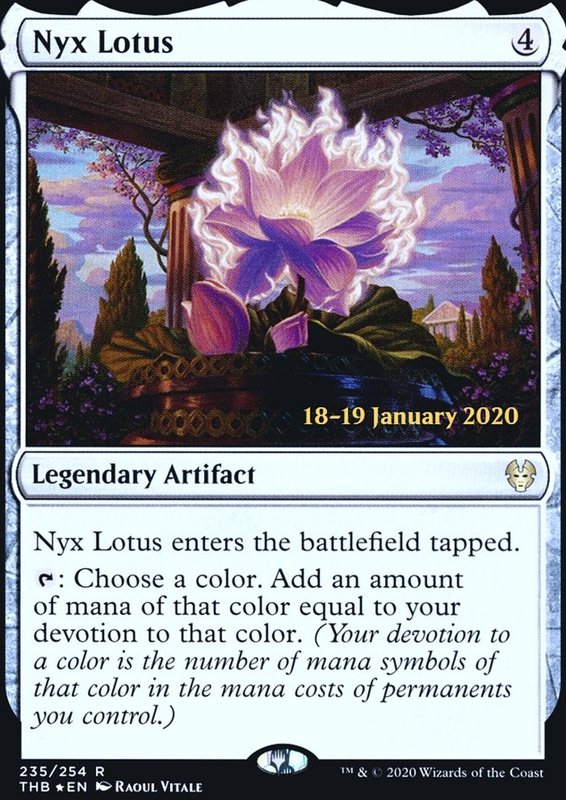 Nyx Lotus 4
18–19 January 2020
Legendary Artifact
Nyx Lotus enters the battlefield tapped.
: Choose a color. Add an amount
of mana of that color equal to your
devotion to that color. (Your devotion to
a color is the number of mana symbols of
that color in the mana costs of permanents
you control.)
235/254 R
THB ★ EN Raoul Vitale
™ & © 2020 Wizards of the Coast